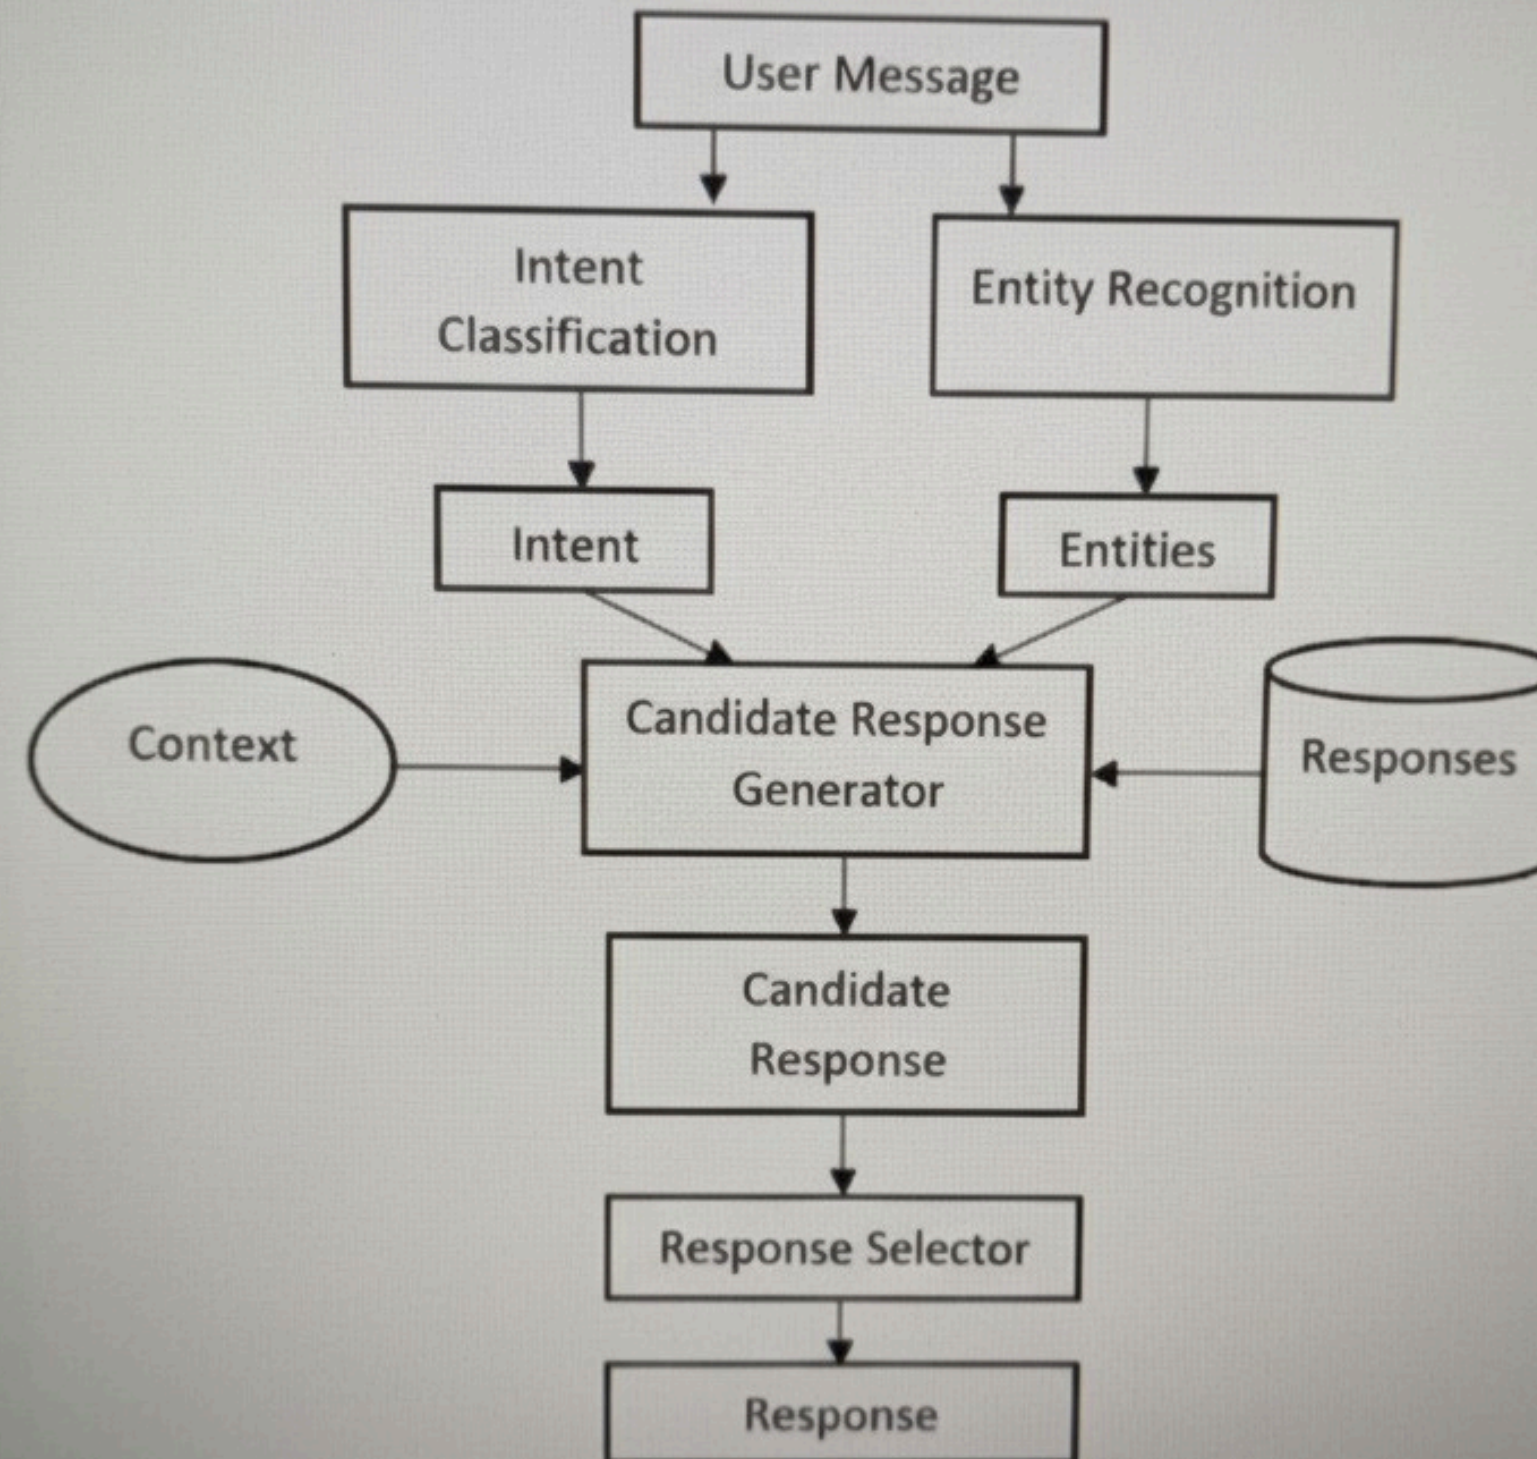 User Message
Intent
Classification
Entity Recognition
Intent
Entities
Context
Candidate Response
Generator
Responses
Candidate
Response
Response Selector
Response